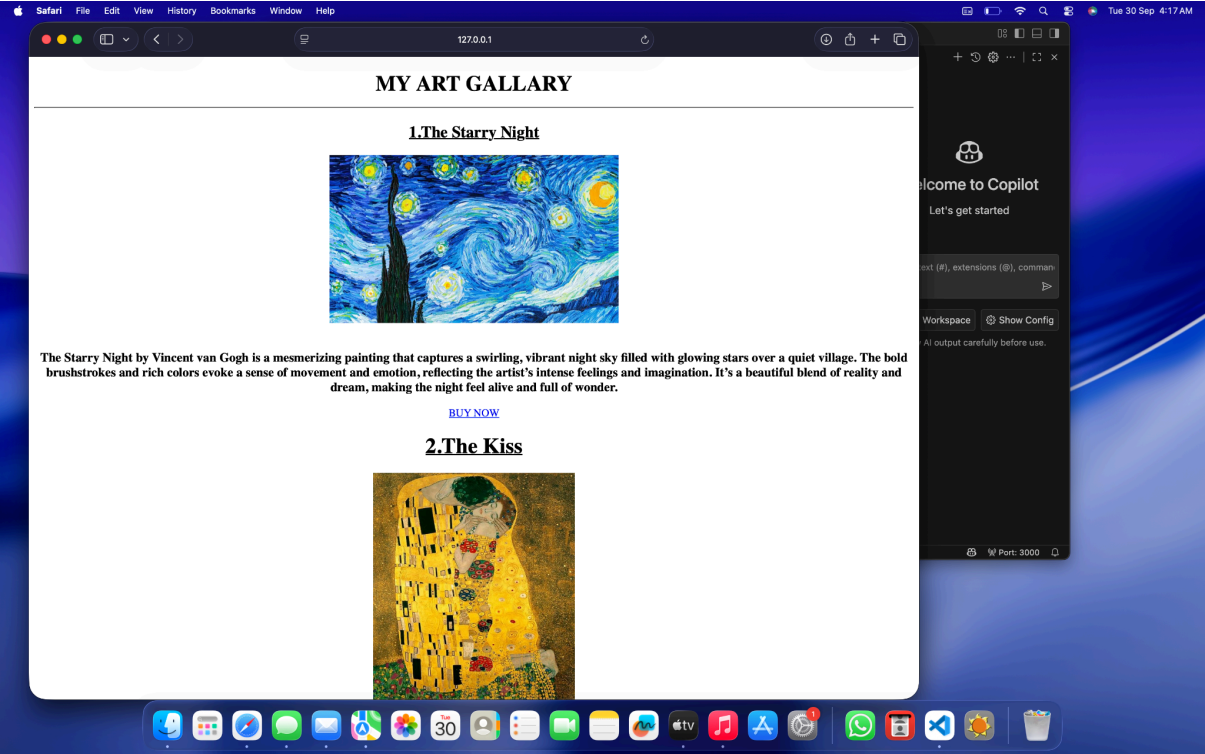 Safari File Edit View History Bookmarks Window Help Tue 30 Sep 4:17 AM
127.0.0.1
MY ART GALLARY
1.The Starry Night
The Starry Night by Vincent van Gogh is a mesmerizing painting that captures a swirling, vibrant night sky filled with glowing stars over a quiet village. The bold
brushstrokes and rich colors evoke a sense of movement and emotion, reflecting the artist’s intense feelings and imagination. It’s a beautiful blend of reality and
dream, making the night feel alive and full of wonder.
BUY NOW
2.The Kiss
lcome to Copilot
Let's get started
ext (#), extensions (@), comman
Workspace Show Config
AI output carefully before use.
Port: 3000
Tue
30
tv
1